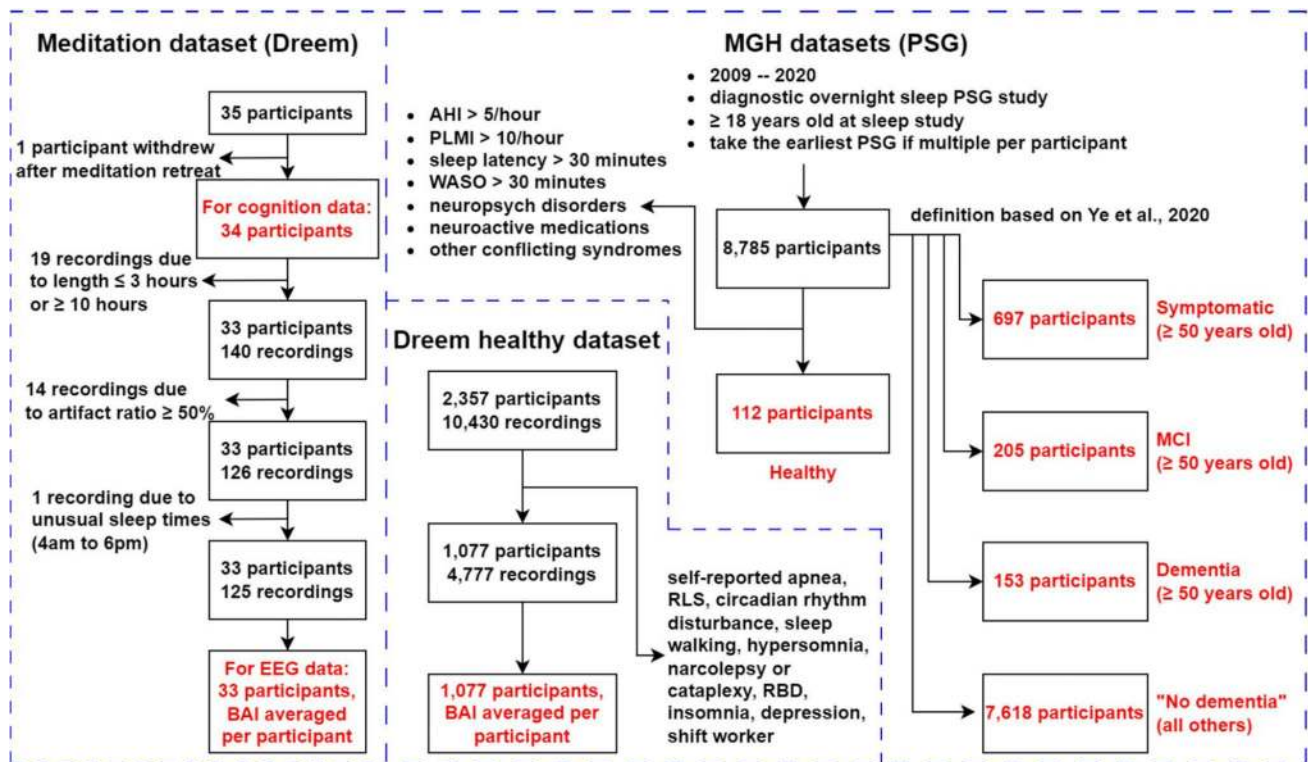 Meditation dataset (Dreem)
35 participants
1 participant withdrew
after meditation retreat
For cognition data:
34 participants
19 recordings due
to length ≤ 3 hours
or ≥ 10 hours
33 participants
140 recordings
14 recordings due
to artifact ratio ≥ 50%
33 participants
126 recordings
1 recording due to
unusual sleep times
(4am to 6pm)
33 participants
125 recordings
For EEG data:
33 participants,
BAI averaged
per participant
MGH datasets (PSG)
• 2009 -- 2020
• diagnostic overnight sleep PSG study
• ≥ 18 years old at sleep study
• take the earliest PSG if multiple per participant
• AHI > 5/hour
• PLMI > 10/hour
• sleep latency > 30 minutes
• WASO > 30 minutes
• neuropsych disorders
• neuroactive medications
• other conflicting syndromes
8,785 participants
definition based on Ye et al., 2020
112 participants
Healthy
697 participants
Symptomatic
(≥ 50 years old)
205 participants
MCI
(≥ 50 years old)
153 participants
Dementia
(≥ 50 years old)
7,618 participants
"No dementia"
(all others)
Dreem healthy dataset
2,357 participants
10,430 recordings
1,077 participants
4,777 recordings
self-reported apnea,
RLS, circadian rhythm
disturbance, sleep
walking, hypersomnia,
narcolepsy or
cataplexy, RBD,
insomnia, depression,
shift worker
1,077 participants,
BAI averaged per
participant